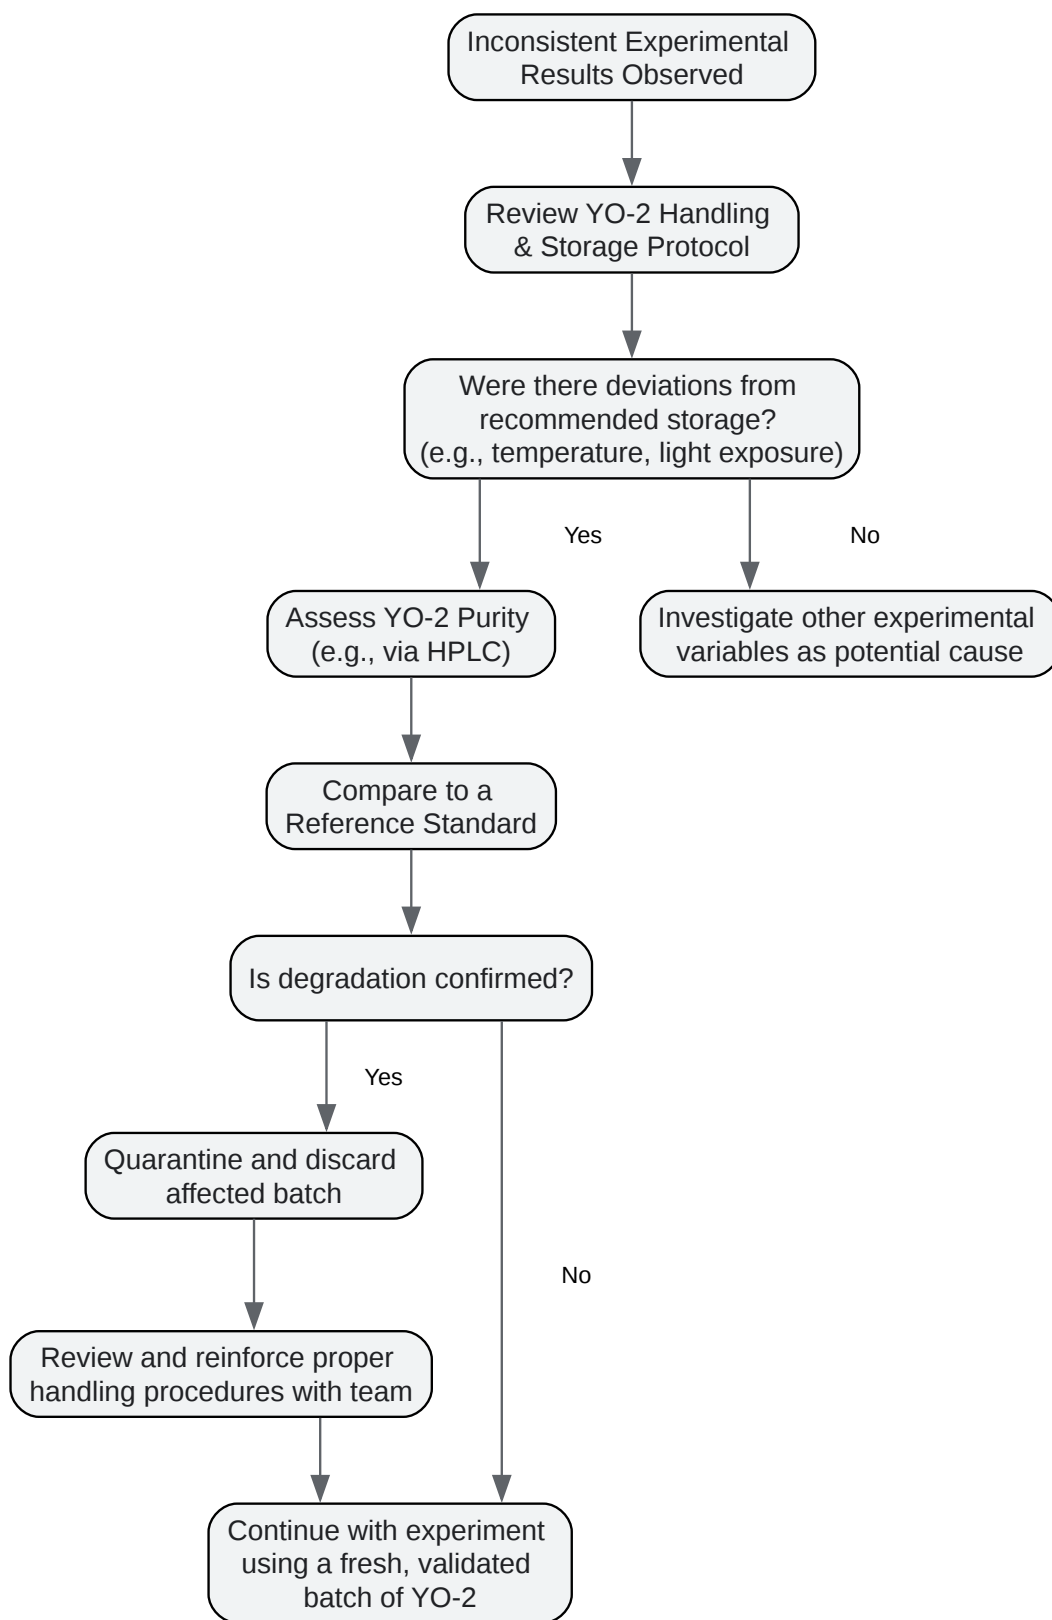 Inconsistent Experimental
Results Observed
Review YO-2 Handling
& Storage Protocol
Were there deviations from
recommended storage?
(e.g., temperature, light exposure)
Yes
No
Assess YO-2 Purity
(e.g., via HPLC)
Investigate other experimental
variables as potential cause
Compare to a
Reference Standard
Is degradation confirmed?
Yes
Quarantine and discard
affected batch
No
Review and reinforce proper
handling procedures with team
Continue with experiment
using a fresh, validated
batch of YO-2